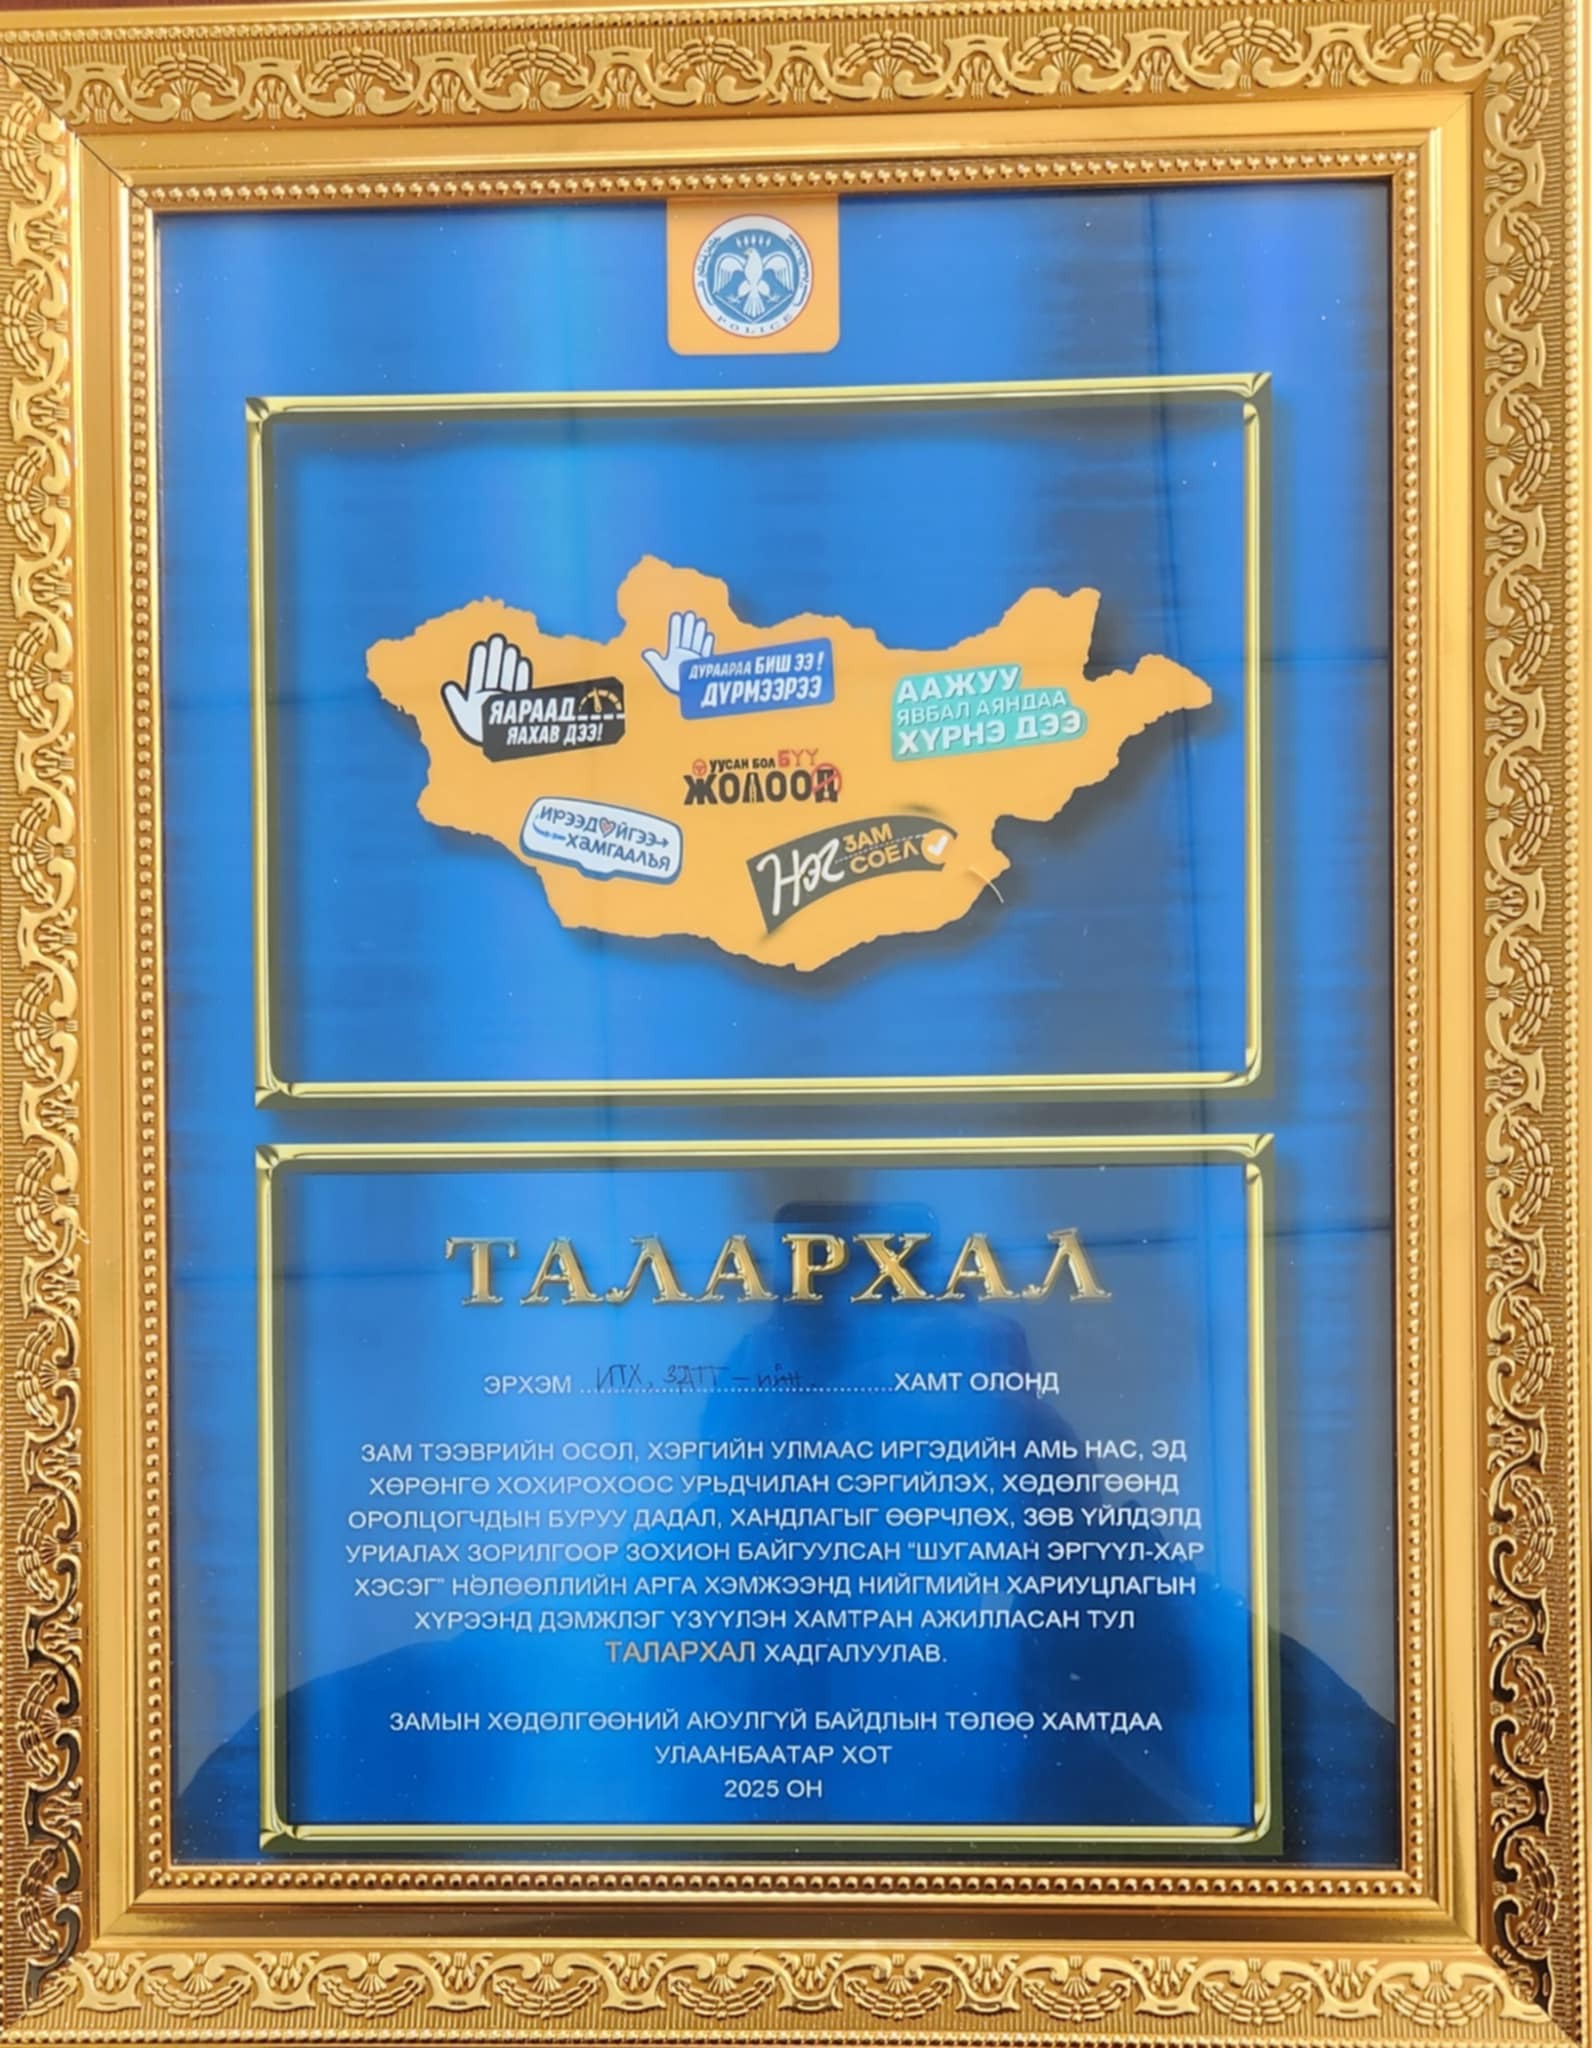 POLICE
ЯАРААД
ЯАХАВ ДЭЭ!
ДУРААРАА БИШ ЭЭ!
ДҮРМЭЭРЭЭ
ААЖУУ
ЯВБАЛ АЯНДАА
ХҮРНЭ ДЭЭ
УУСАН БОЛ БҮҮ
ЖОЛООД
ИРЭЭДҮЙГЭЭ
ХАМГААЛЬЯ
Нэг ЗАМ
СОЁЛ
ТАЛАРХАЛ
ЭРХЭМ ИТХ, ЗДТГ-ийн ХАМТ ОЛОНД
ЗАМ ТЭЭВРИЙН ОСОЛ, ХЭРГИЙН УЛМААС ИРГЭДИЙН АМЬ НАС, ЭД
ХӨРӨНГӨ ХОХИРОХООС УРЬДЧИЛАН СЭРГИЙЛЭХ, ХӨДӨЛГӨӨНД
ОРОЛЦОГЧДЫН БУРУУ ДАДАЛ, ХАНДЛАГЫГ ӨӨРЧЛӨХ, ЗӨВ ҮЙЛДЭЛД
УРИАЛАХ ЗОРИЛГООР ЗОХИОН БАЙГУУЛСАН "ШУГАМАН ЭРГҮҮЛ-ХАР
ХЭСЭГ" НӨЛӨӨЛЛИЙН АРГА ХЭМЖЭЭНД НИЙГМИЙН ХАРИУЦЛАГЫН
ХҮРЭЭНД ДЭМЖЛЭГ ҮЗҮҮЛЭН ХАМТРАН АЖИЛЛАСАН ТУЛ
ТАЛАРХАЛ ХАДГАЛУУЛАВ.
ЗАМЫН ХӨДӨЛГӨӨНИЙ АЮУЛГҮЙ БАЙДЛЫН ТӨЛӨӨ ХАМТДАА
УЛААНБААТАР ХОТ
2025 ОН